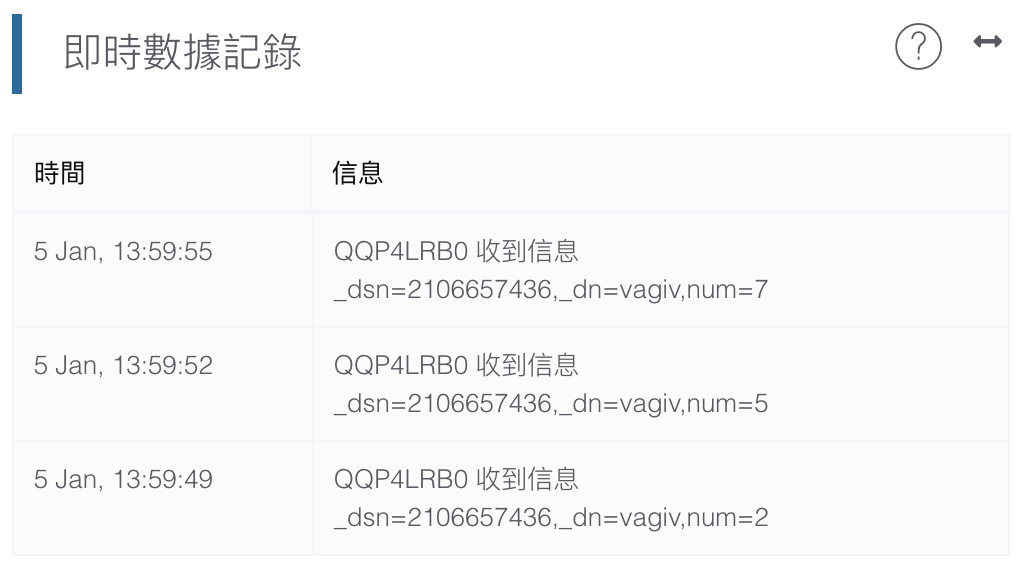 即時數據記錄
?
時間 信息
5 Jan, 13:59:55 QQP4LRB0 收到信息
_dsn=2106657436,_dn=vagiv,num=7
5 Jan, 13:59:52 QQP4LRB0 收到信息
_dsn=2106657436,_dn=vagiv,num=5
5 Jan, 13:59:49 QQP4LRB0 收到信息
_dsn=2106657436,_dn=vagiv,num=2